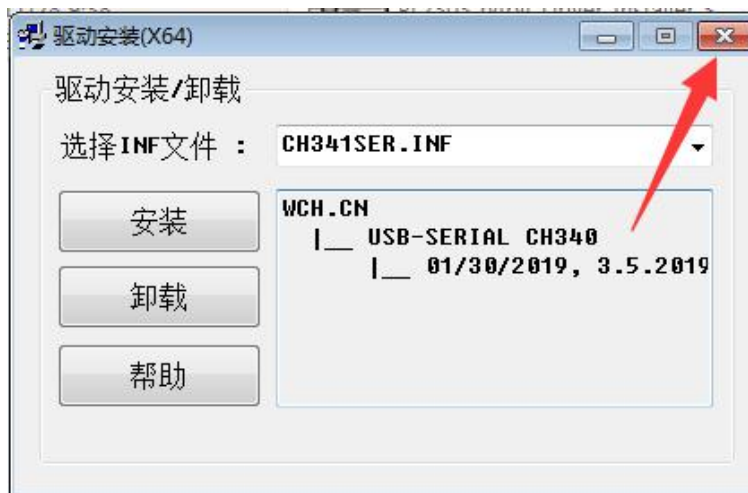 驱动安装(X64)
驱动安装/卸载
选择INF文件 :
CH341SER.INF
安装
卸载
帮助
WCH.CN
|__ USB-SERIAL CH340
|__ 01/30/2019, 3.5.2019